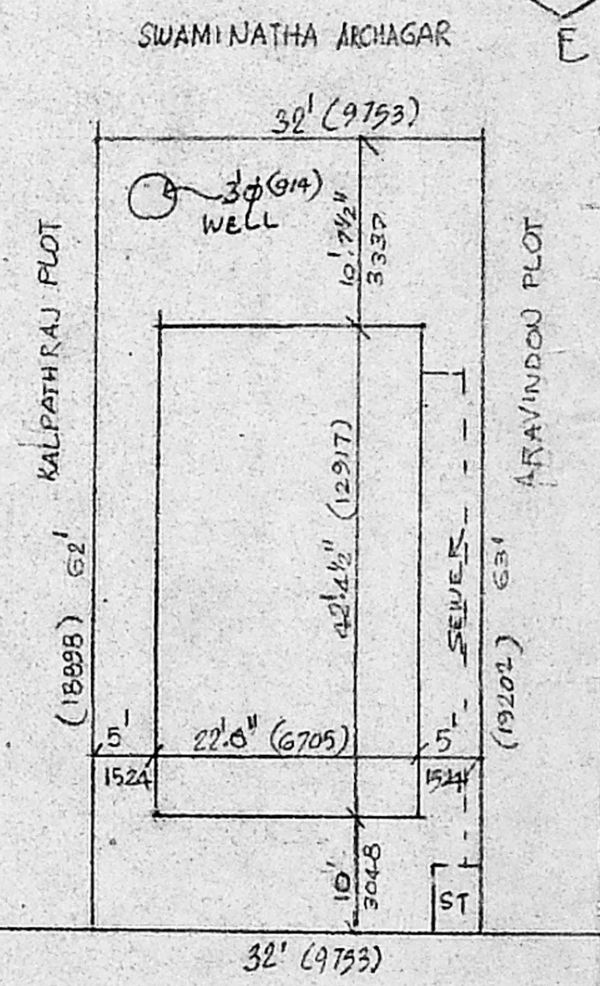 SWAMINATHA ARCHAGAR
E
32' (9753)
3'φ (914)
WELL
10'.7½"
3337
KALPATHRAJ PLOT
ARAVINDON PLOT
42'.4½" (12917)
SEWER
(18898) 62'
(19202) 63'
5'
22'.0" (6705)
5'
1524
1524
10'
3048
ST
32' (9753)